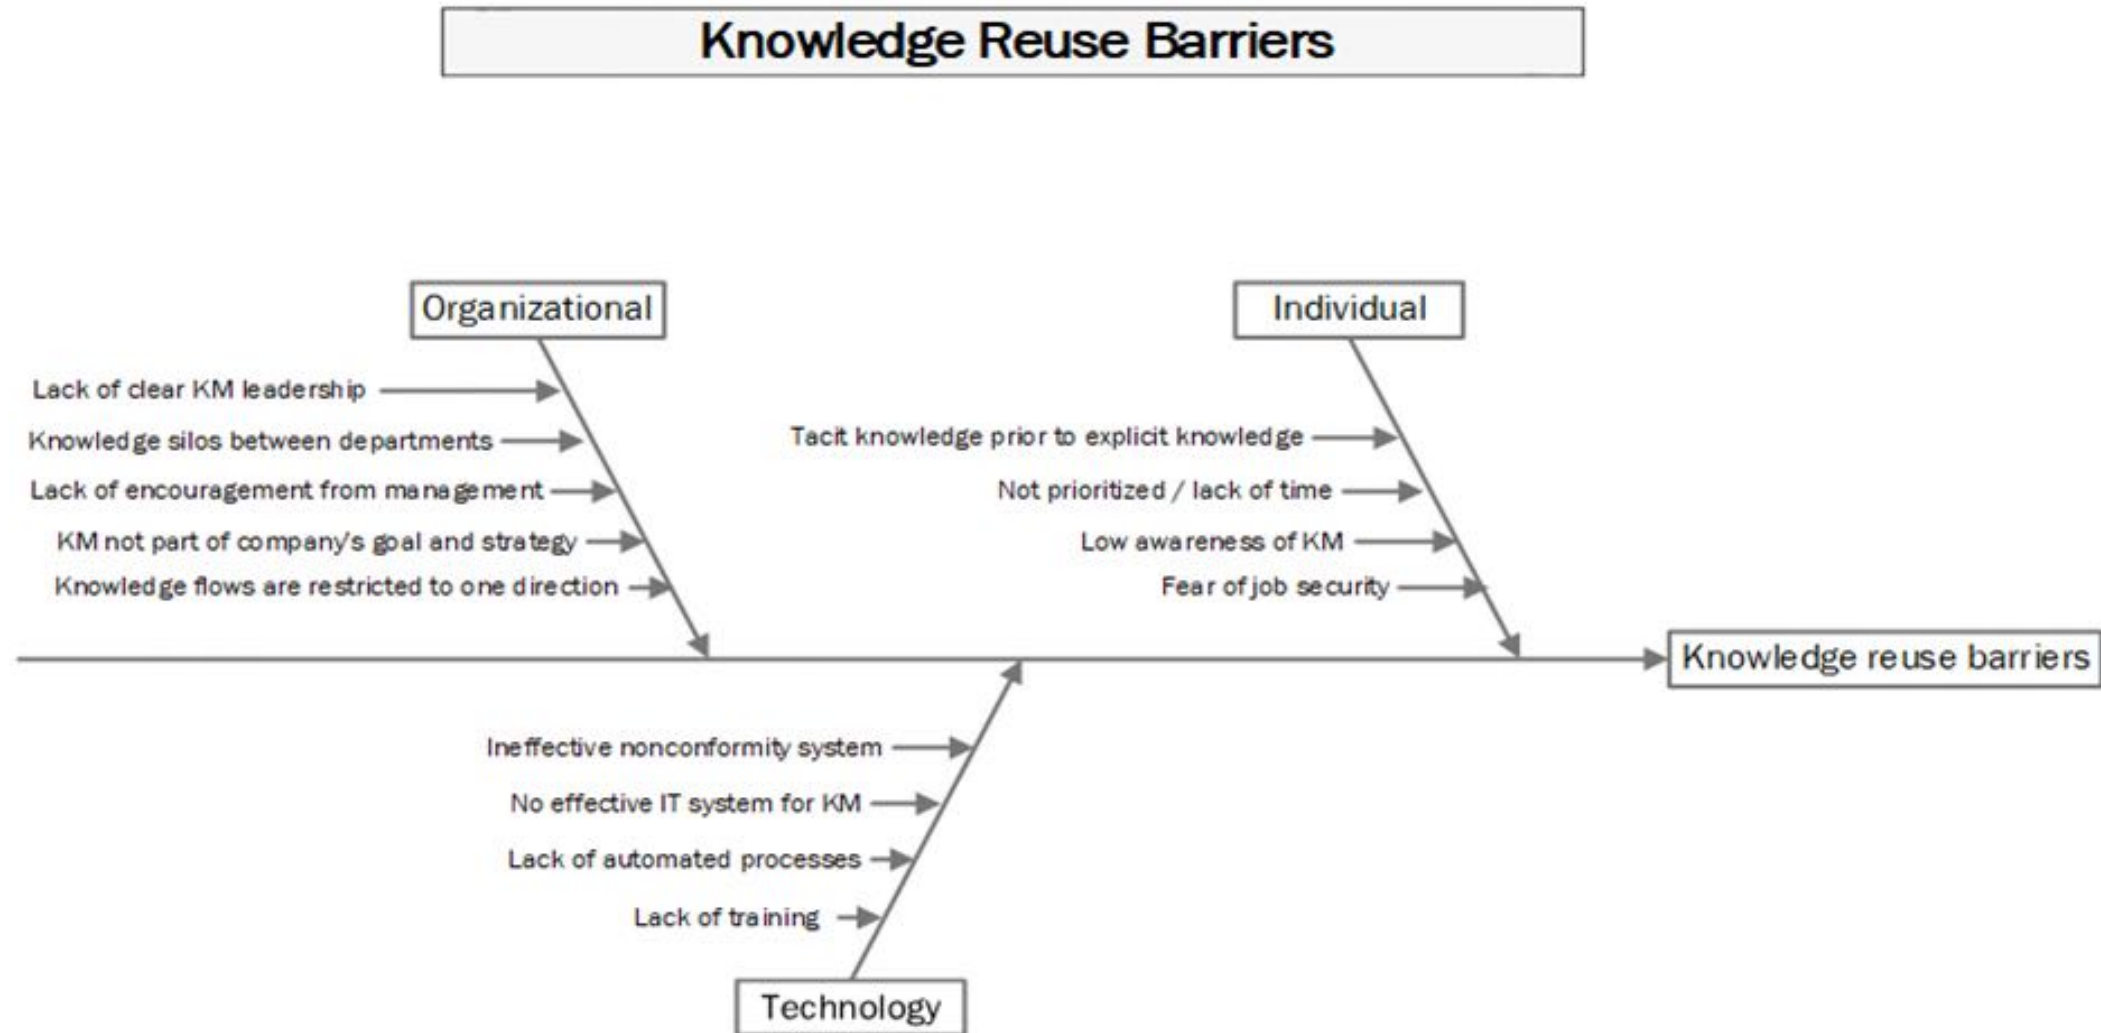 Knowledge Reuse Barriers
Organizational
Lack of clear KM leadership
Knowledge silos between departments
Lack of encouragement from management
KM not part of company's goal and strategy
Knowledge flows are restricted to one direction
Individual
Tacit knowledge prior to explicit knowledge
Not prioritized / lack of time
Low awareness of KM
Fear of job security
Knowledge reuse barriers
Ineffective nonconformity system
No effective IT system for KM
Lack of automated processes
Lack of training
Technology